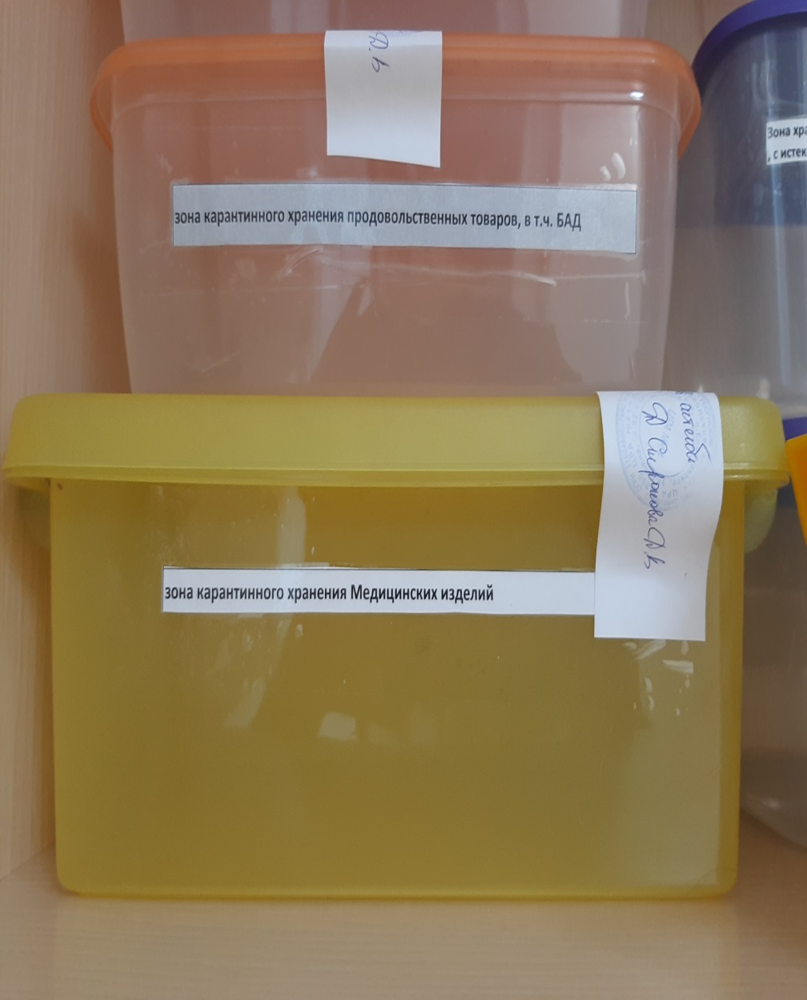 Д. В
Зона хра
, с истек
зона карантинного хранения продовольственных товаров, в т.ч. БАД
зона карантинного хранения Медицинских изделий